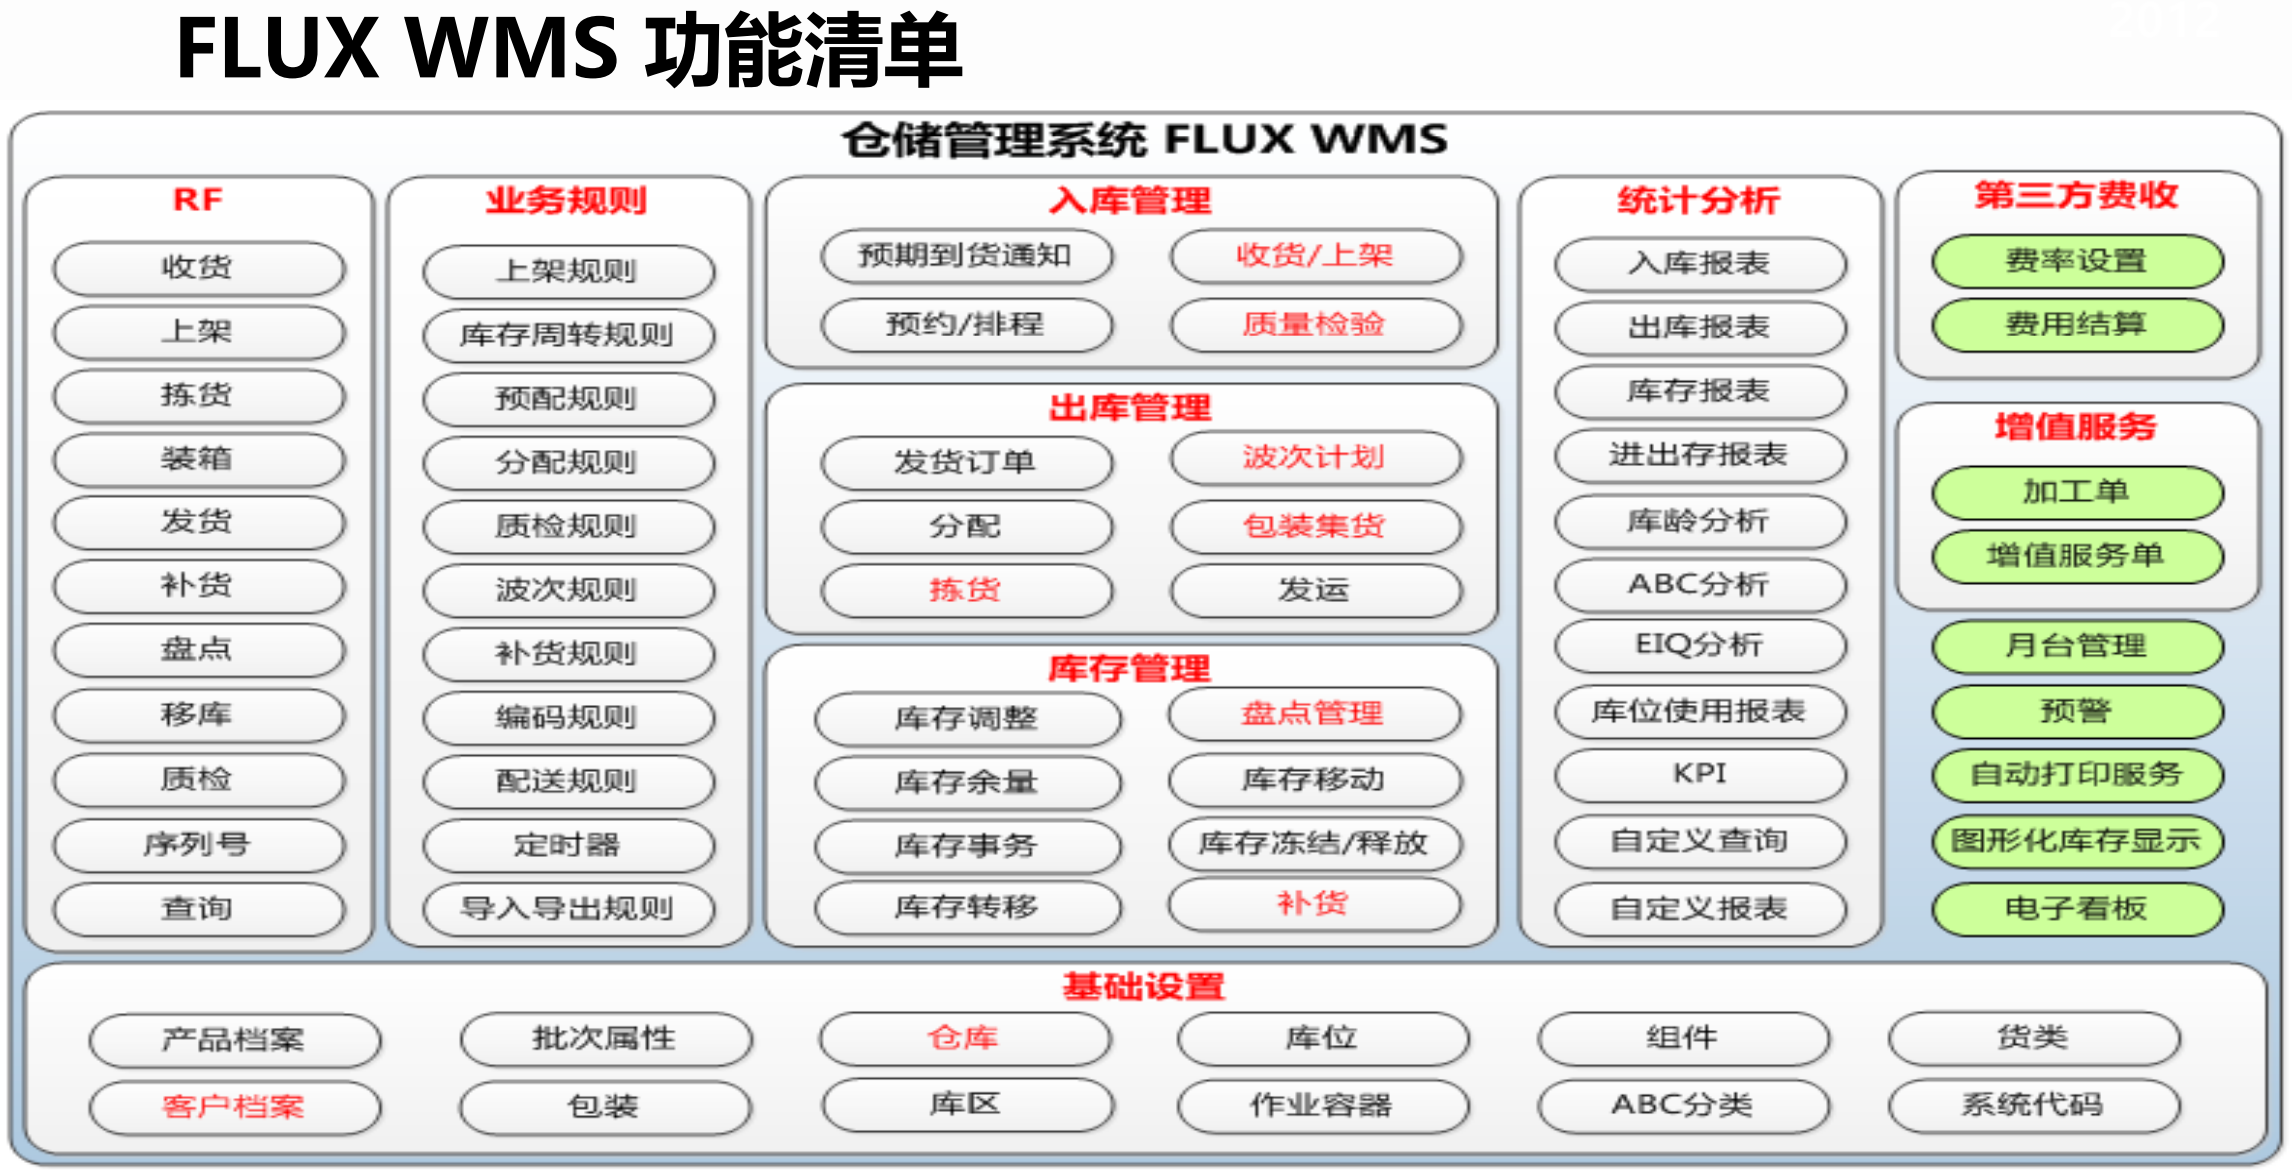 2012
FLUX WMS 功能清单
仓储管理系统 FLUX WMS
RF
收货
上架
拣货
装箱
发货
补货
盘点
移库
质检
序列号
查询
业务规则
上架规则
库存周转规则
预配规则
分配规则
质检规则
波次规则
补货规则
编码规则
配送规则
定时器
导入导出规则
入库管理
预期到货通知
收货/上架
预约/排程
质量检验
出库管理
发货订单
波次计划
分配
包装集货
拣货
发运
库存管理
库存调整
盘点管理
库存余量
库存移动
库存事务
库存冻结/释放
库存转移
补货
统计分析
入库报表
出库报表
库存报表
进出存报表
库龄分析
ABC分析
EIQ分析
库位使用报表
KPI
自定义查询
自定义报表
第三方费收
费率设置
费用结算
增值服务
加工单
增值服务单
月台管理
预警
自动打印服务
图形化库存显示
电子看板
基础设置
产品档案
批次属性
仓库
库位
组件
货类
客户档案
包装
库区
作业容器
ABC分类
系统代码